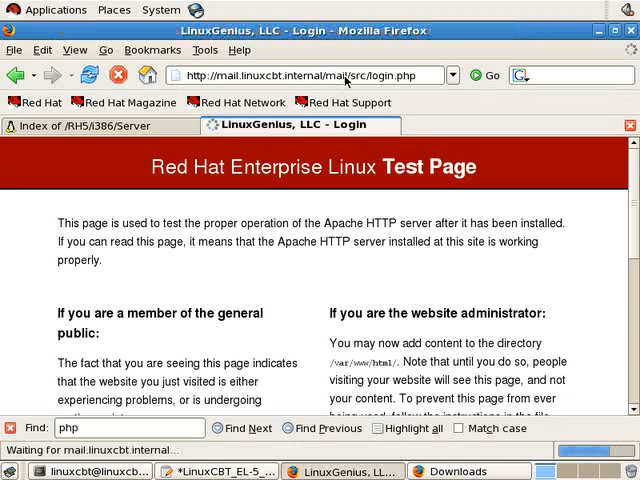 Applications Places System
LinuxGenius, LLC - Login - Mozilla Firefox
File Edit View Go Bookmarks Tools Help
http://mail.linuxcbt.internal/mail/src/login.php Go G
Red Hat Red Hat Magazine Red Hat Network Red Hat Support
Index of /RH5/i386/Server LinuxGenius, LLC - Login
Red Hat Enterprise Linux Test Page
This page is used to test the proper operation of the Apache HTTP server after it has been installed.
If you can read this page, it means that the Apache HTTP server installed at this site is working
properly.
If you are a member of the general
public:
The fact that you are seeing this page indicates
that the website you just visited is either
experiencing problems, or is undergoing
If you are the website administrator:
You may now add content to the directory
/var/www/html/. Note that until you do so, people
visiting your website will see this page, and not
your content. To prevent this page from ever
being used, follow the instructions in the file
Find: php Find Next Find Previous Highlight all Match case
Waiting for mail.linuxcbt.internal...
linuxcbt@linuxcb... *LinuxCBT_EL-5_... LinuxGenius, LL... Downloads